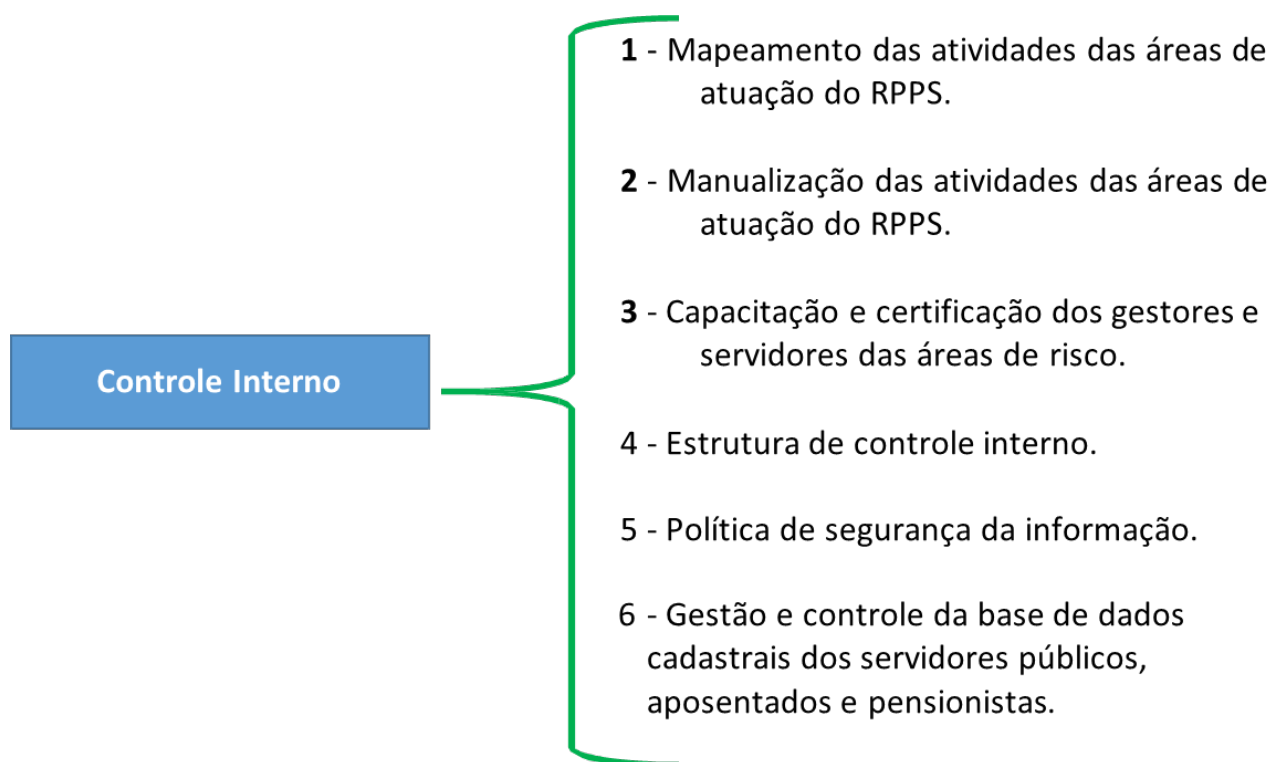 Controle Interno
1 - Mapeamento das atividades das áreas de
atuação do RPPS.
2 - Manualização das atividades das áreas de
atuação do RPPS.
3 - Capacitação e certificação dos gestores e
servidores das áreas de risco.
4 - Estrutura de controle interno.
5 - Política de segurança da informação.
6 - Gestão e controle da base de dados
cadastrais dos servidores públicos,
aposentados e pensionistas.